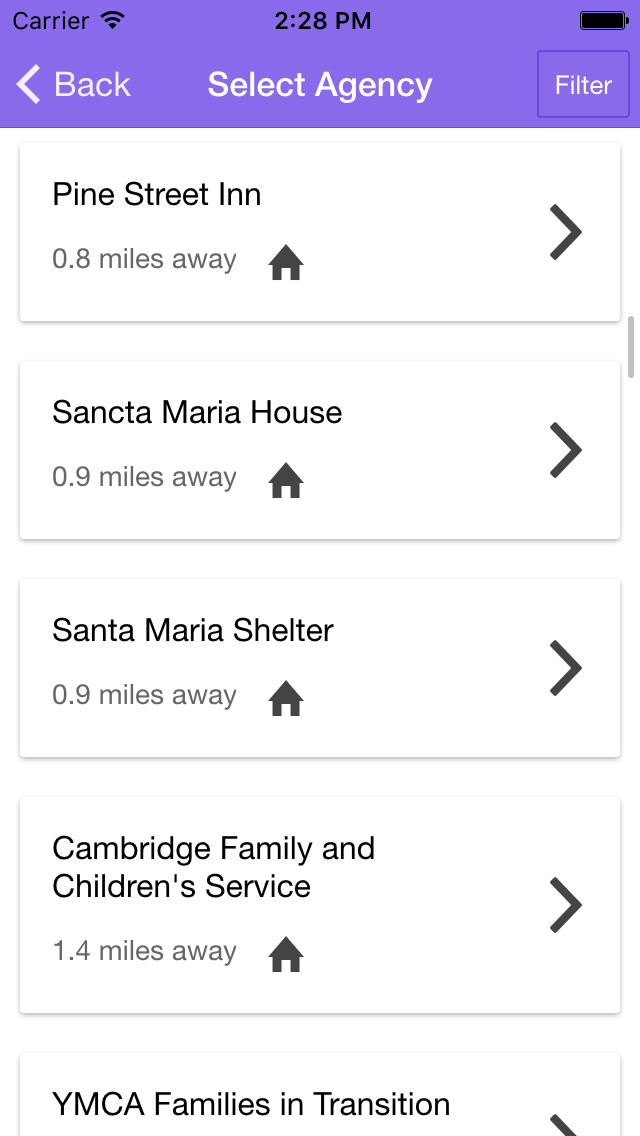 Carrier 2:28 PM
Back Select Agency Filter
Pine Street Inn
0.8 miles away
Sancta Maria House
0.9 miles away
Santa Maria Shelter
0.9 miles away
Cambridge Family and
Children's Service
1.4 miles away
YMCA Families in Transition